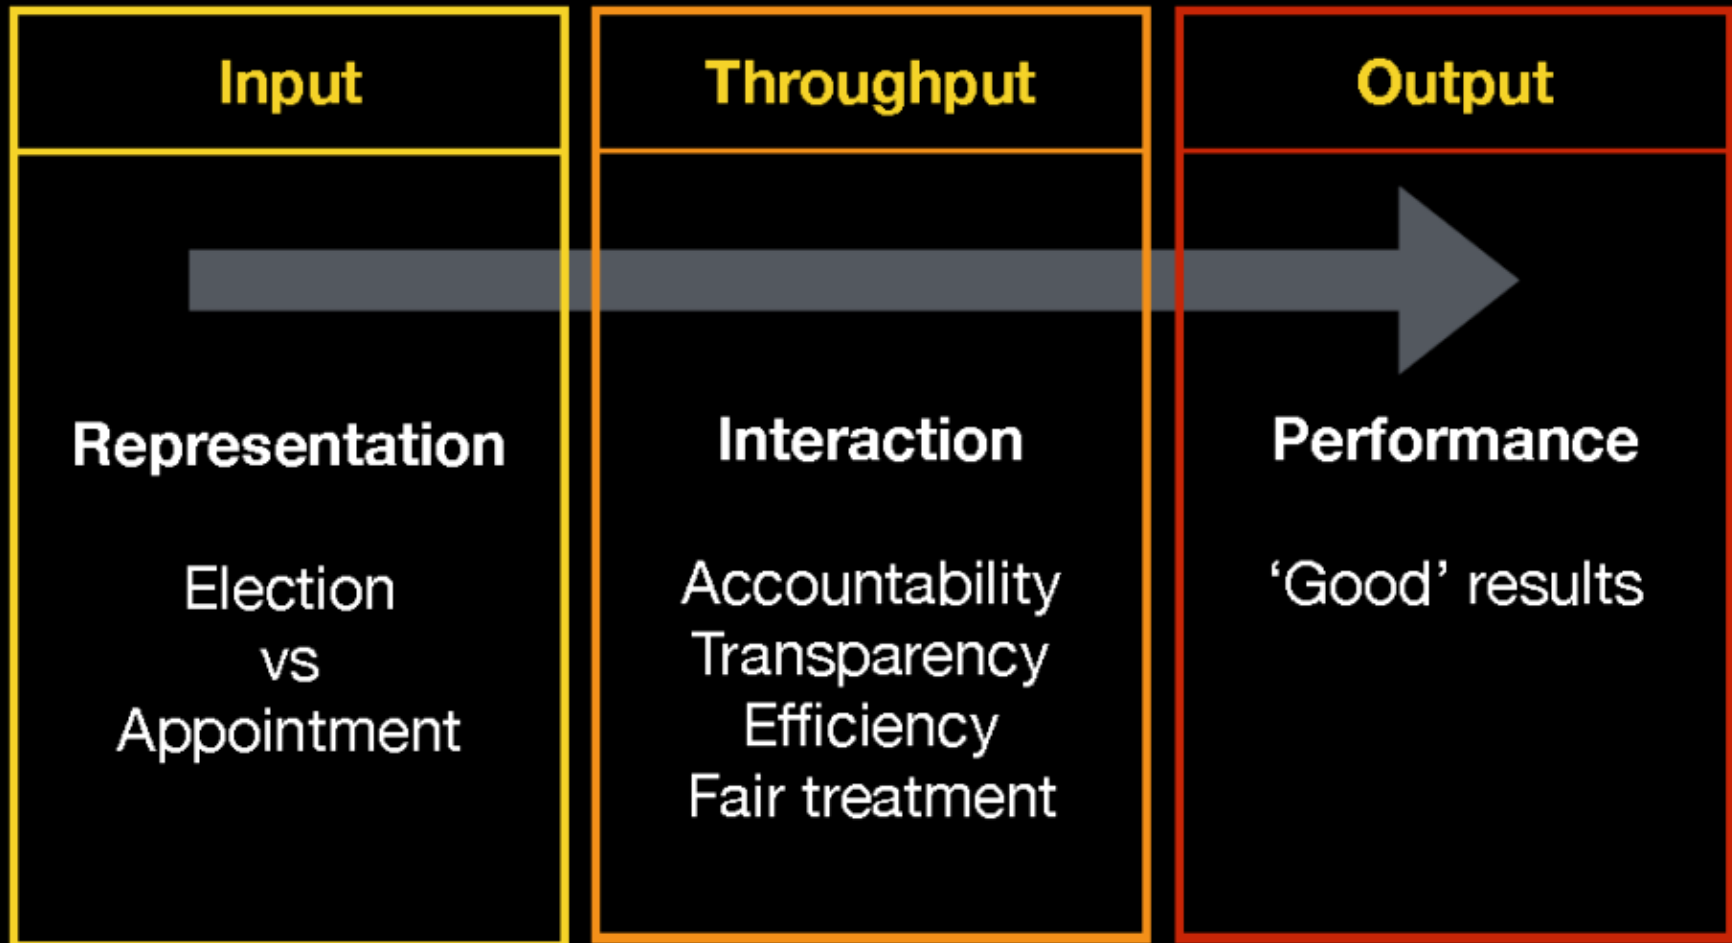 Input
Representation
Election
vs
Appointment
Throughput
Interaction
Accountability
Transparency
Efficiency
Fair treatment
Output
Performance
‘Good’ results